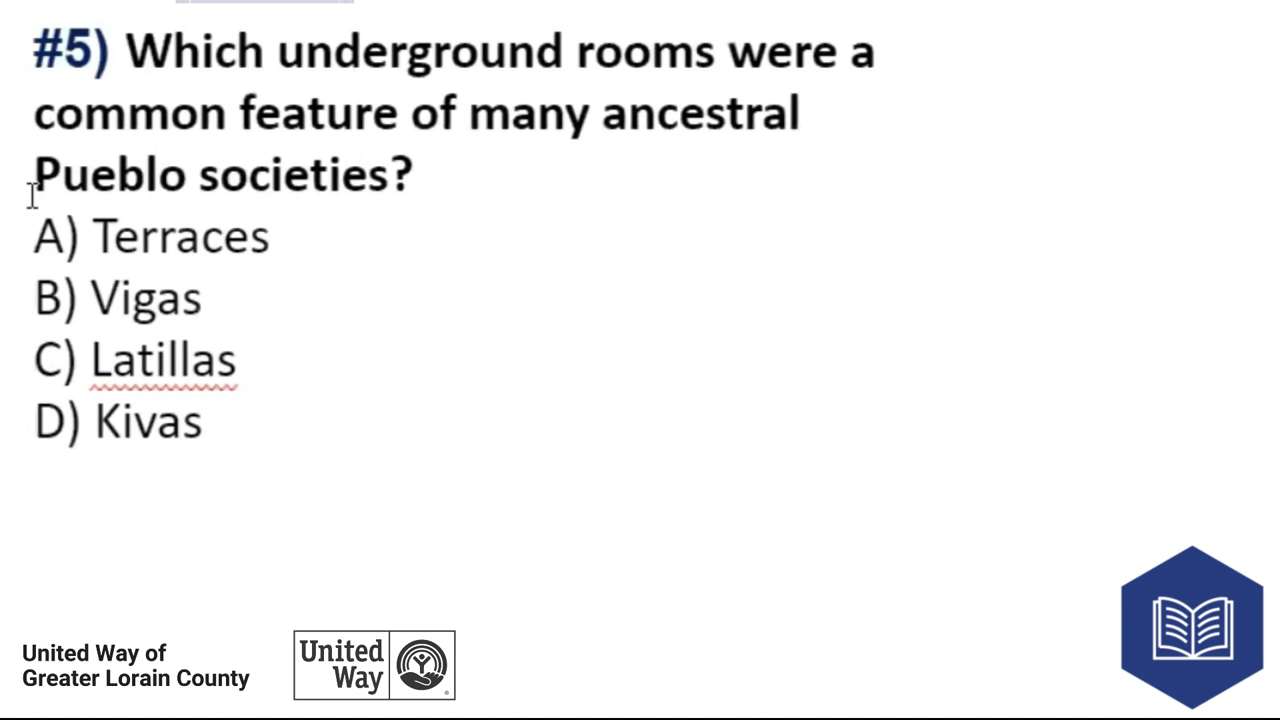 #5) Which underground rooms were a
common feature of many ancestral
Pueblo societies?
A) Terraces
B) Vigas
C) Latillas
D) Kivas
United Way of
Greater Lorain County
United
Way